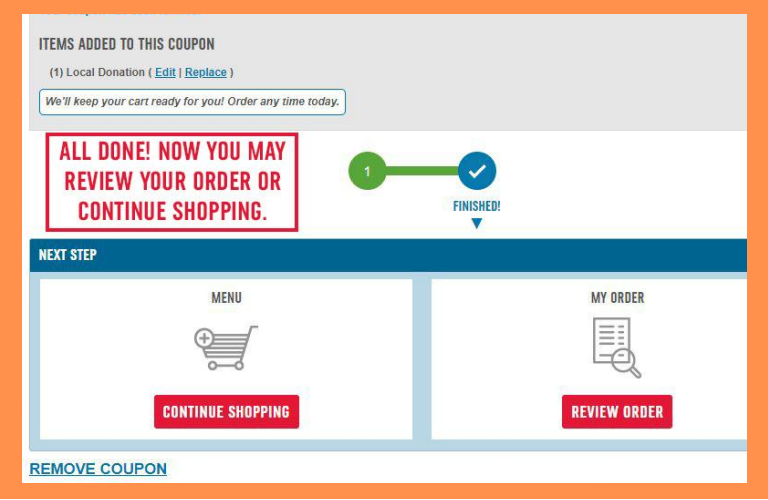 ITEMS ADDED TO THIS COUPON
(1) Local Donation ( Edit | Replace )
We'll keep your cart ready for you! Order any time today.
ALL DONE! NOW YOU MAY
REVIEW YOUR ORDER OR
CONTINUE SHOPPING.
1
FINISHED!
NEXT STEP
MENU
MY ORDER
CONTINUE SHOPPING
REVIEW ORDER
REMOVE COUPON